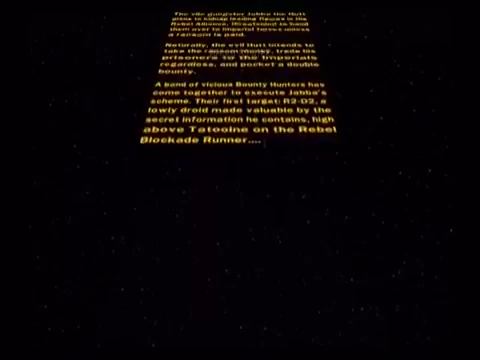 The vile gangster Jabba the Hutt
plans to kidnap leading figures in the
Rebel Alliance, threatening to hand
them over to Imperial forces unless
a ransom is paid.
Naturally, the evil Hutt intends to
take the ransom money, trade his
prisoners to the Imperials
regardless, and pocket a double
bounty.
A band of vicious Bounty Hunters has
come together to execute Jabba's
scheme. Their first target: R2-D2, a
lowly droid made valuable by the
secret information he contains, high
above Tatooine on the Rebel
Blockade Runner....